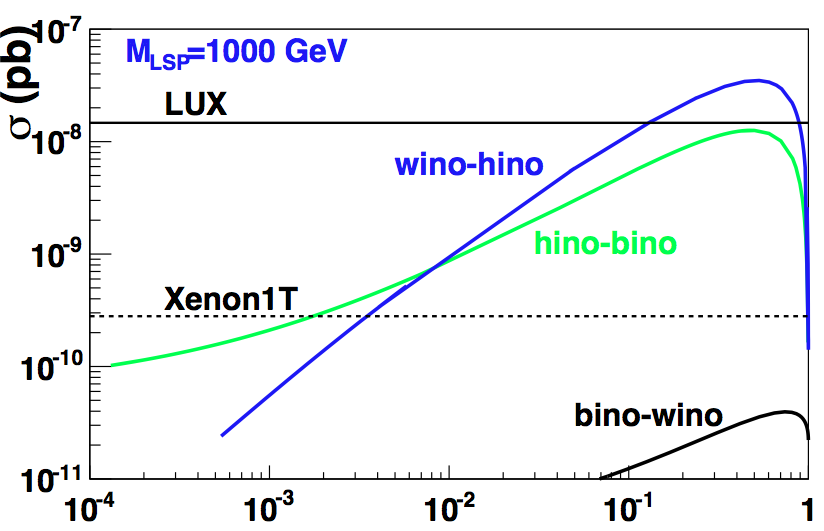 σ (pb)
10⁻⁷
M_LSP=1000 GeV
LUX
10⁻⁸
wino-hino
hino-bino
10⁻⁹
Xenon1T
10⁻¹⁰
bino-wino
10⁻¹¹
10⁻⁴ 10⁻³ 10⁻² 10⁻¹ 1